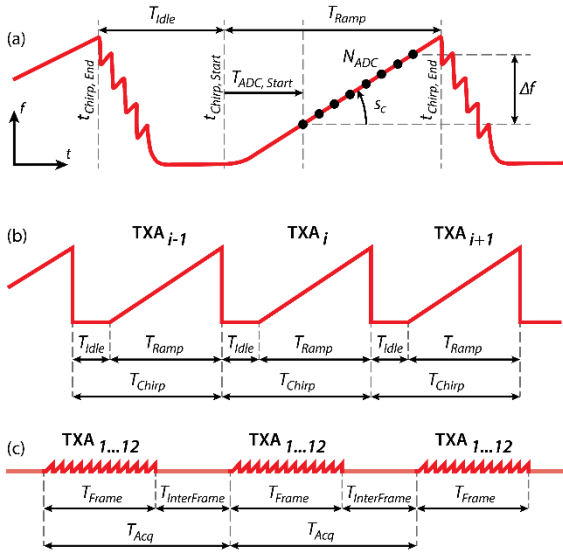 T_Idle T_Ramp
(a)
t_Chirp, End t_Chirp, Start T_ADC, Start N_ADC s_c t_Chirp, End Δf
f
t
(b) TXA_i-1 TXA_i TXA_i+1
T_Idle T_Ramp T_Idle T_Ramp T_Idle T_Ramp
T_Chirp T_Chirp T_Chirp
(c) TXA_1...12 TXA_1...12 TXA_1...12
T_Frame T_InterFrame T_Frame T_InterFrame T_Frame
T_Acq T_Acq